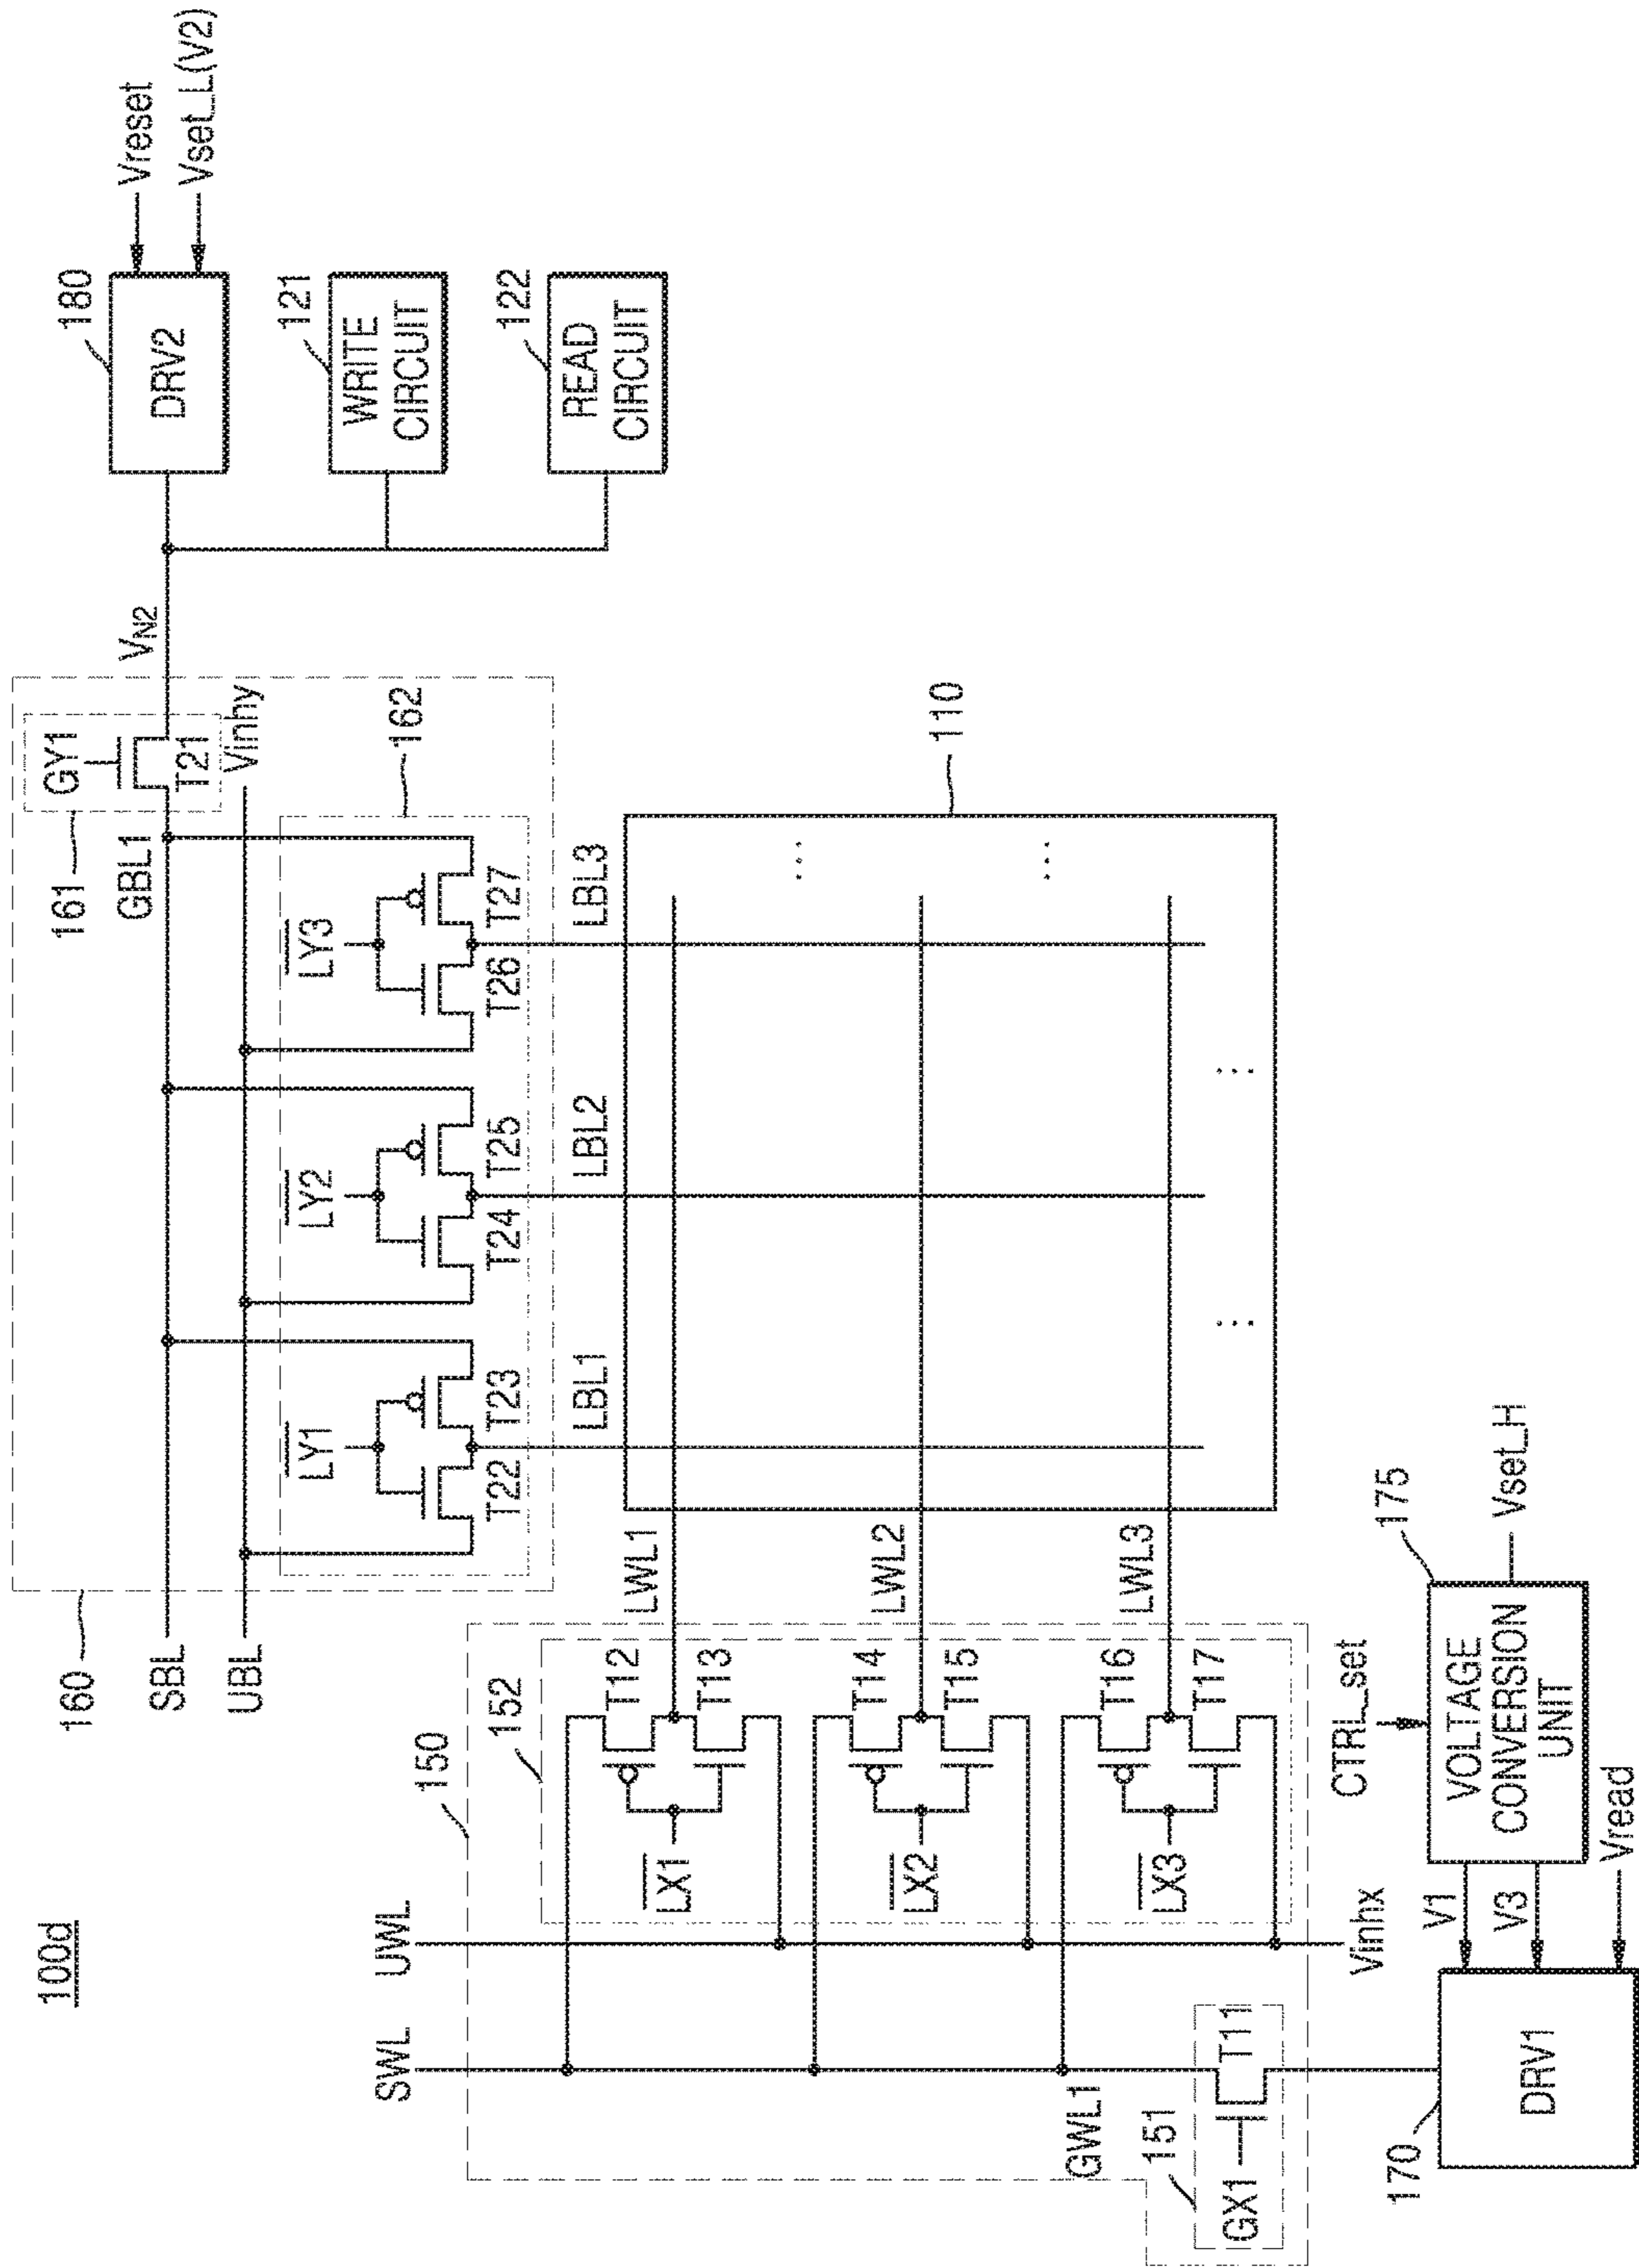 100d
160
SBL
UBL
161
GBL1
GY1
T21
Vinhy
VN2
180
DRV2
Vreset
Vset_L(V2)
121
WRITE
CIRCUIT
122
READ
CIRCUIT
162
LY1
T22
T23
LY2
T24
T25
LY3
T26
T27
LBL1
LBL2
LBL3
110
150
152
SWL
UWL
LX1
T12
T13
LWL1
LX2
T14
T15
LWL2
LX3
T16
T17
LWL3
GWL1
151
GX1
T11
Vinhx
CTRL_set
175
VOLTAGE
CONVERSION
UNIT
Vset_H
V1
V3
Vread
170
DRV1